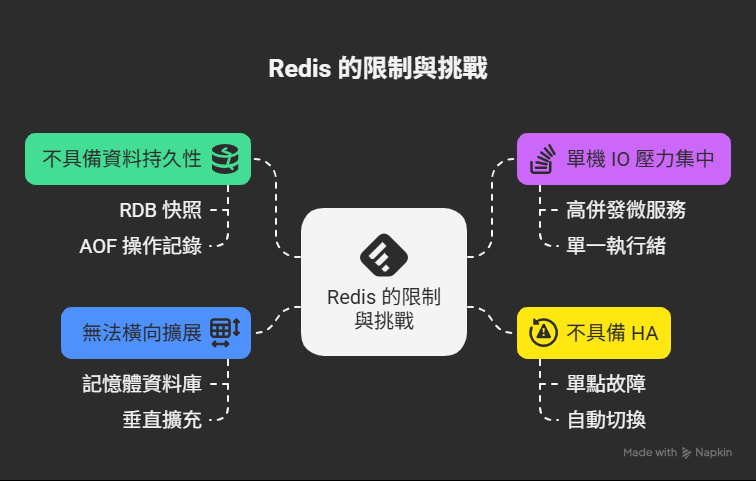 Redis 的限制與挑戰
不具備資料持久性
RDB 快照
AOF 操作記錄
單機 IO 壓力集中
高併發微服務
單一執行緒
Redis 的限制
與挑戰
無法橫向擴展
記憶體資料庫
垂直擴充
不具備 HA
單點故障
自動切換
Made with Napkin